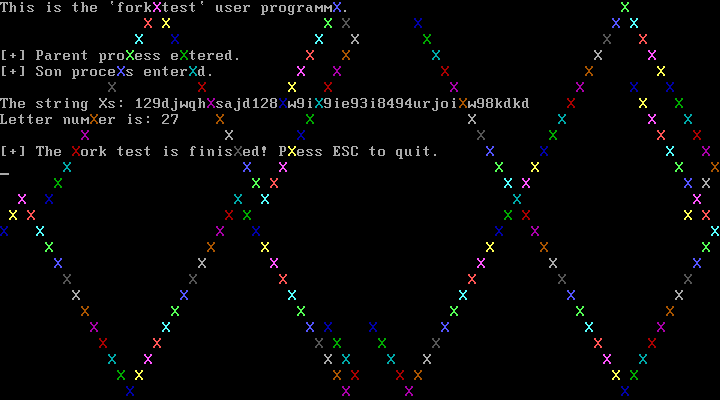 This is the 'forkXtest' user programmX.
[+] Parent proXess eXtered.
[+] Son proceXs enterXd.
The string Xs: 129djwqhXsajd128Xw9iX9ie93i8494urjoiXw98kdkd
Letter numXer is: 27
[+] The Xork test is finisXed! PXess ESC to quit.